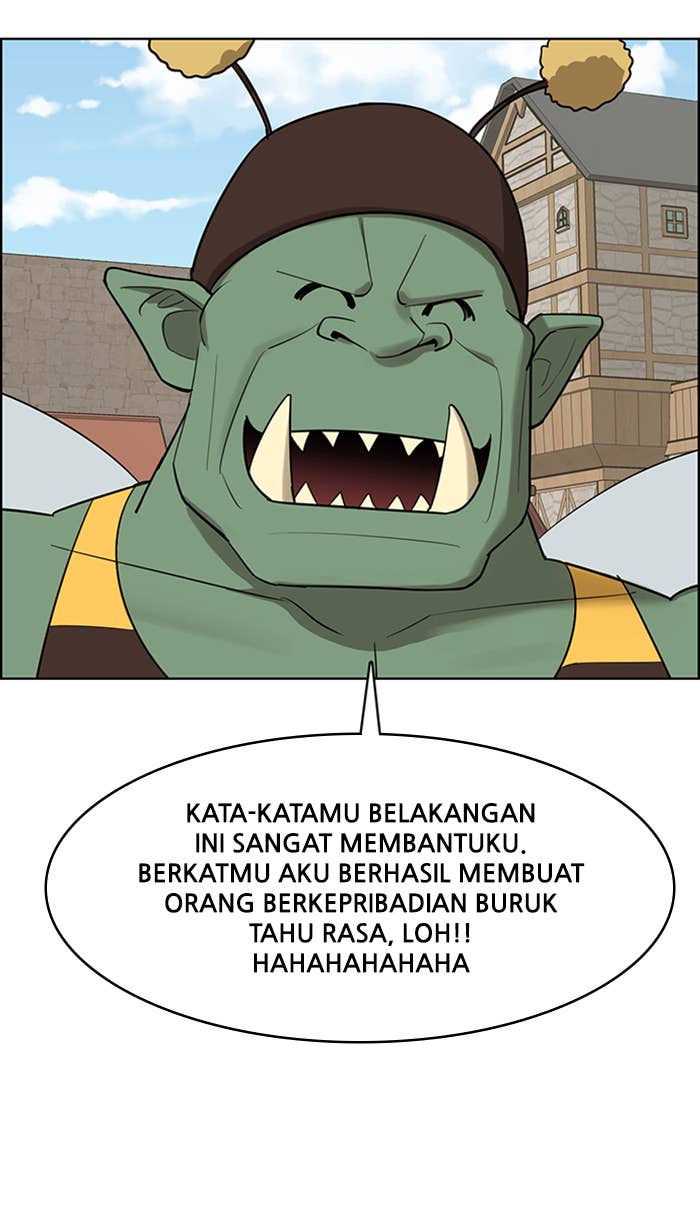 KATA-KATAMU BELAKANGAN
INI SANGAT MEMBANTUKU.
BERKATMU AKU BERHASIL MEMBUAT
ORANG BERKEPRIBADIAN BURUK
TAHU RASA, LOH!!
HAHAHAHAHAHA